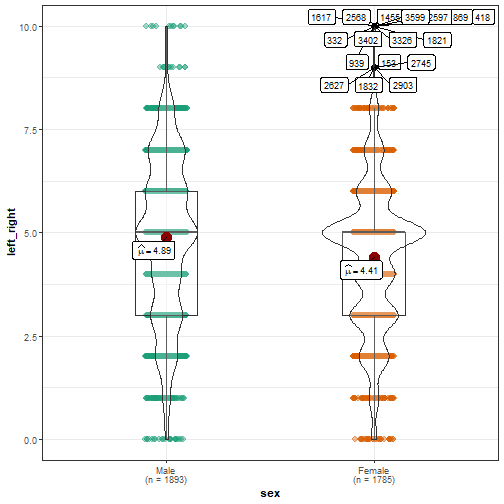 10.0
7.5
5.0
2.5
0.0
left_right
1617
2568
1455
3599
2597
869
418
332
3402
3326
1821
939
153
2745
2627
1832
2903
μ̂ = 4.89
μ̂ = 4.41
Male
(n = 1893)
Female
(n = 1785)
sex